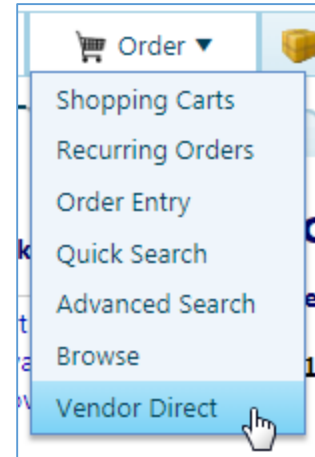 Order ▼
Shopping Carts
Recurring Orders
Order Entry
Quick Search
Advanced Search
Browse
Vendor Direct